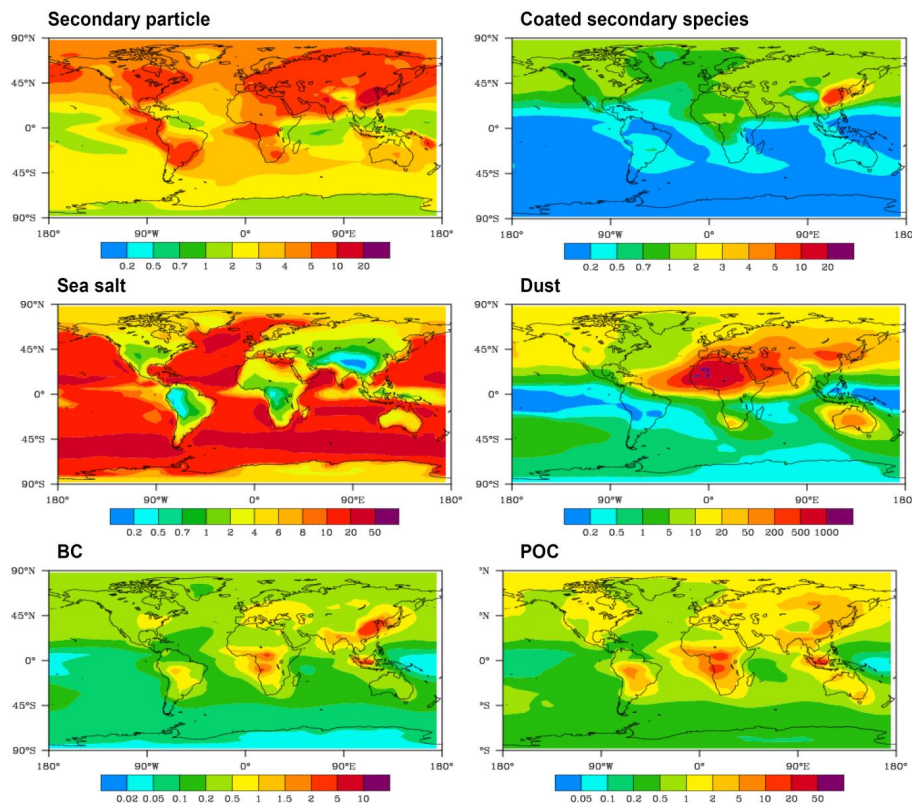 Secondary particle
90°N
45°N
0°
45°S
90°S
180° 90°W 0° 90°E 180°
0.2 0.5 0.7 1 2 3 4 5 10 20
Coated secondary species
90°N
45°N
0°
45°S
90°S
180° 90°W 0° 90°E 180°
0.2 0.5 0.7 1 2 3 4 5 10 20
Sea salt
90°N
45°N
0°
45°S
90°S
180° 90°W 0° 90°E 180°
0.2 0.5 0.7 1 2 4 6 8 10 20 50
Dust
90°N
45°N
0°
45°S
90°S
180° 90°W 0° 90°E 180°
0.2 0.5 1 5 10 20 50 200 500 1000
BC
90°N
45°N
0°
45°S
90°S
180° 90°W 0° 90°E 180°
0.02 0.05 0.1 0.2 0.5 1 1.5 2 5 10
POC
°N
°N
0°
°S
°S
180° 90°W 0° 90°E 180°
0.05 0.1 0.2 0.5 1 2 5 10 20 50